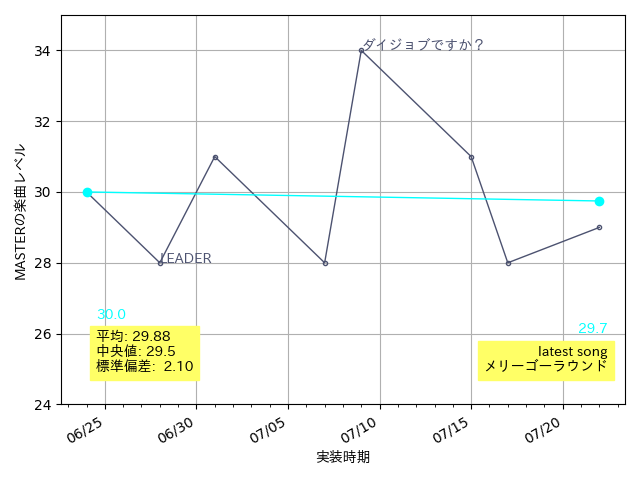 34
ダイジョブですか？
32
30
28
LEADER
26
24
MASTERの楽曲レベル
30.0
平均: 29.88
中央値: 29.5
標準偏差:  2.10
29.7
latest song
メリーゴーラウンド
06/25
06/30
07/05
07/10
07/15
07/20
実装時期